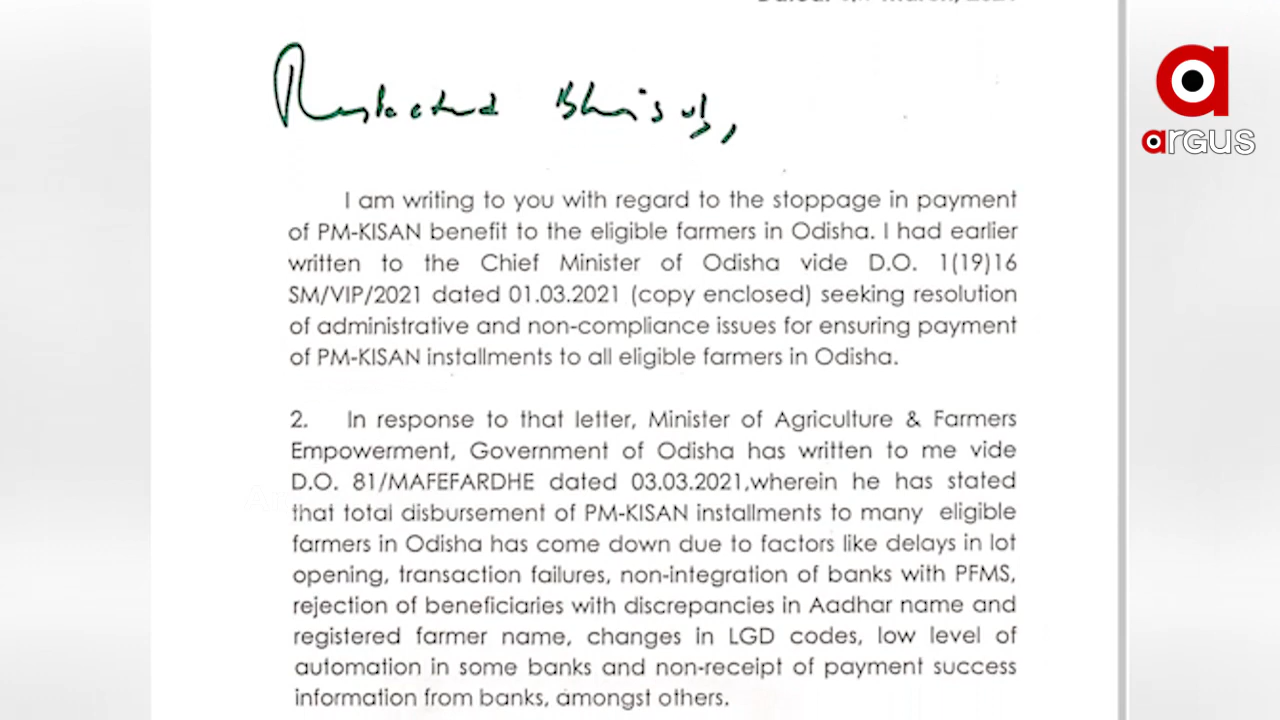 Respected Bhaisab,
I am writing to you with regard to the stoppage in payment
of PM-KISAN benefit to the eligible farmers in Odisha. I had earlier
written to the Chief Minister of Odisha vide D.O. 1(19)16
SM/VIP/2021 dated 01.03.2021 (copy enclosed) seeking resolution
of administrative and non-compliance issues for ensuring payment
of PM-KISAN installments to all eligible farmers in Odisha.
2. In response to that letter, Minister of Agriculture & Farmers
Empowerment, Government of Odisha has written to me vide
D.O. 81/MAFEFARDHE dated 03.03.2021,wherein he has stated
that total disbursement of PM-KISAN installments to many eligible
farmers in Odisha has come down due to factors like delays in lot
opening, transaction failures, non-integration of banks with PFMS,
rejection of beneficiaries with discrepancies in Aadhar name and
registered farmer name, changes in LGD codes, low level of
automation in some banks and non-receipt of payment success
information from banks, amongst others.
a
argus